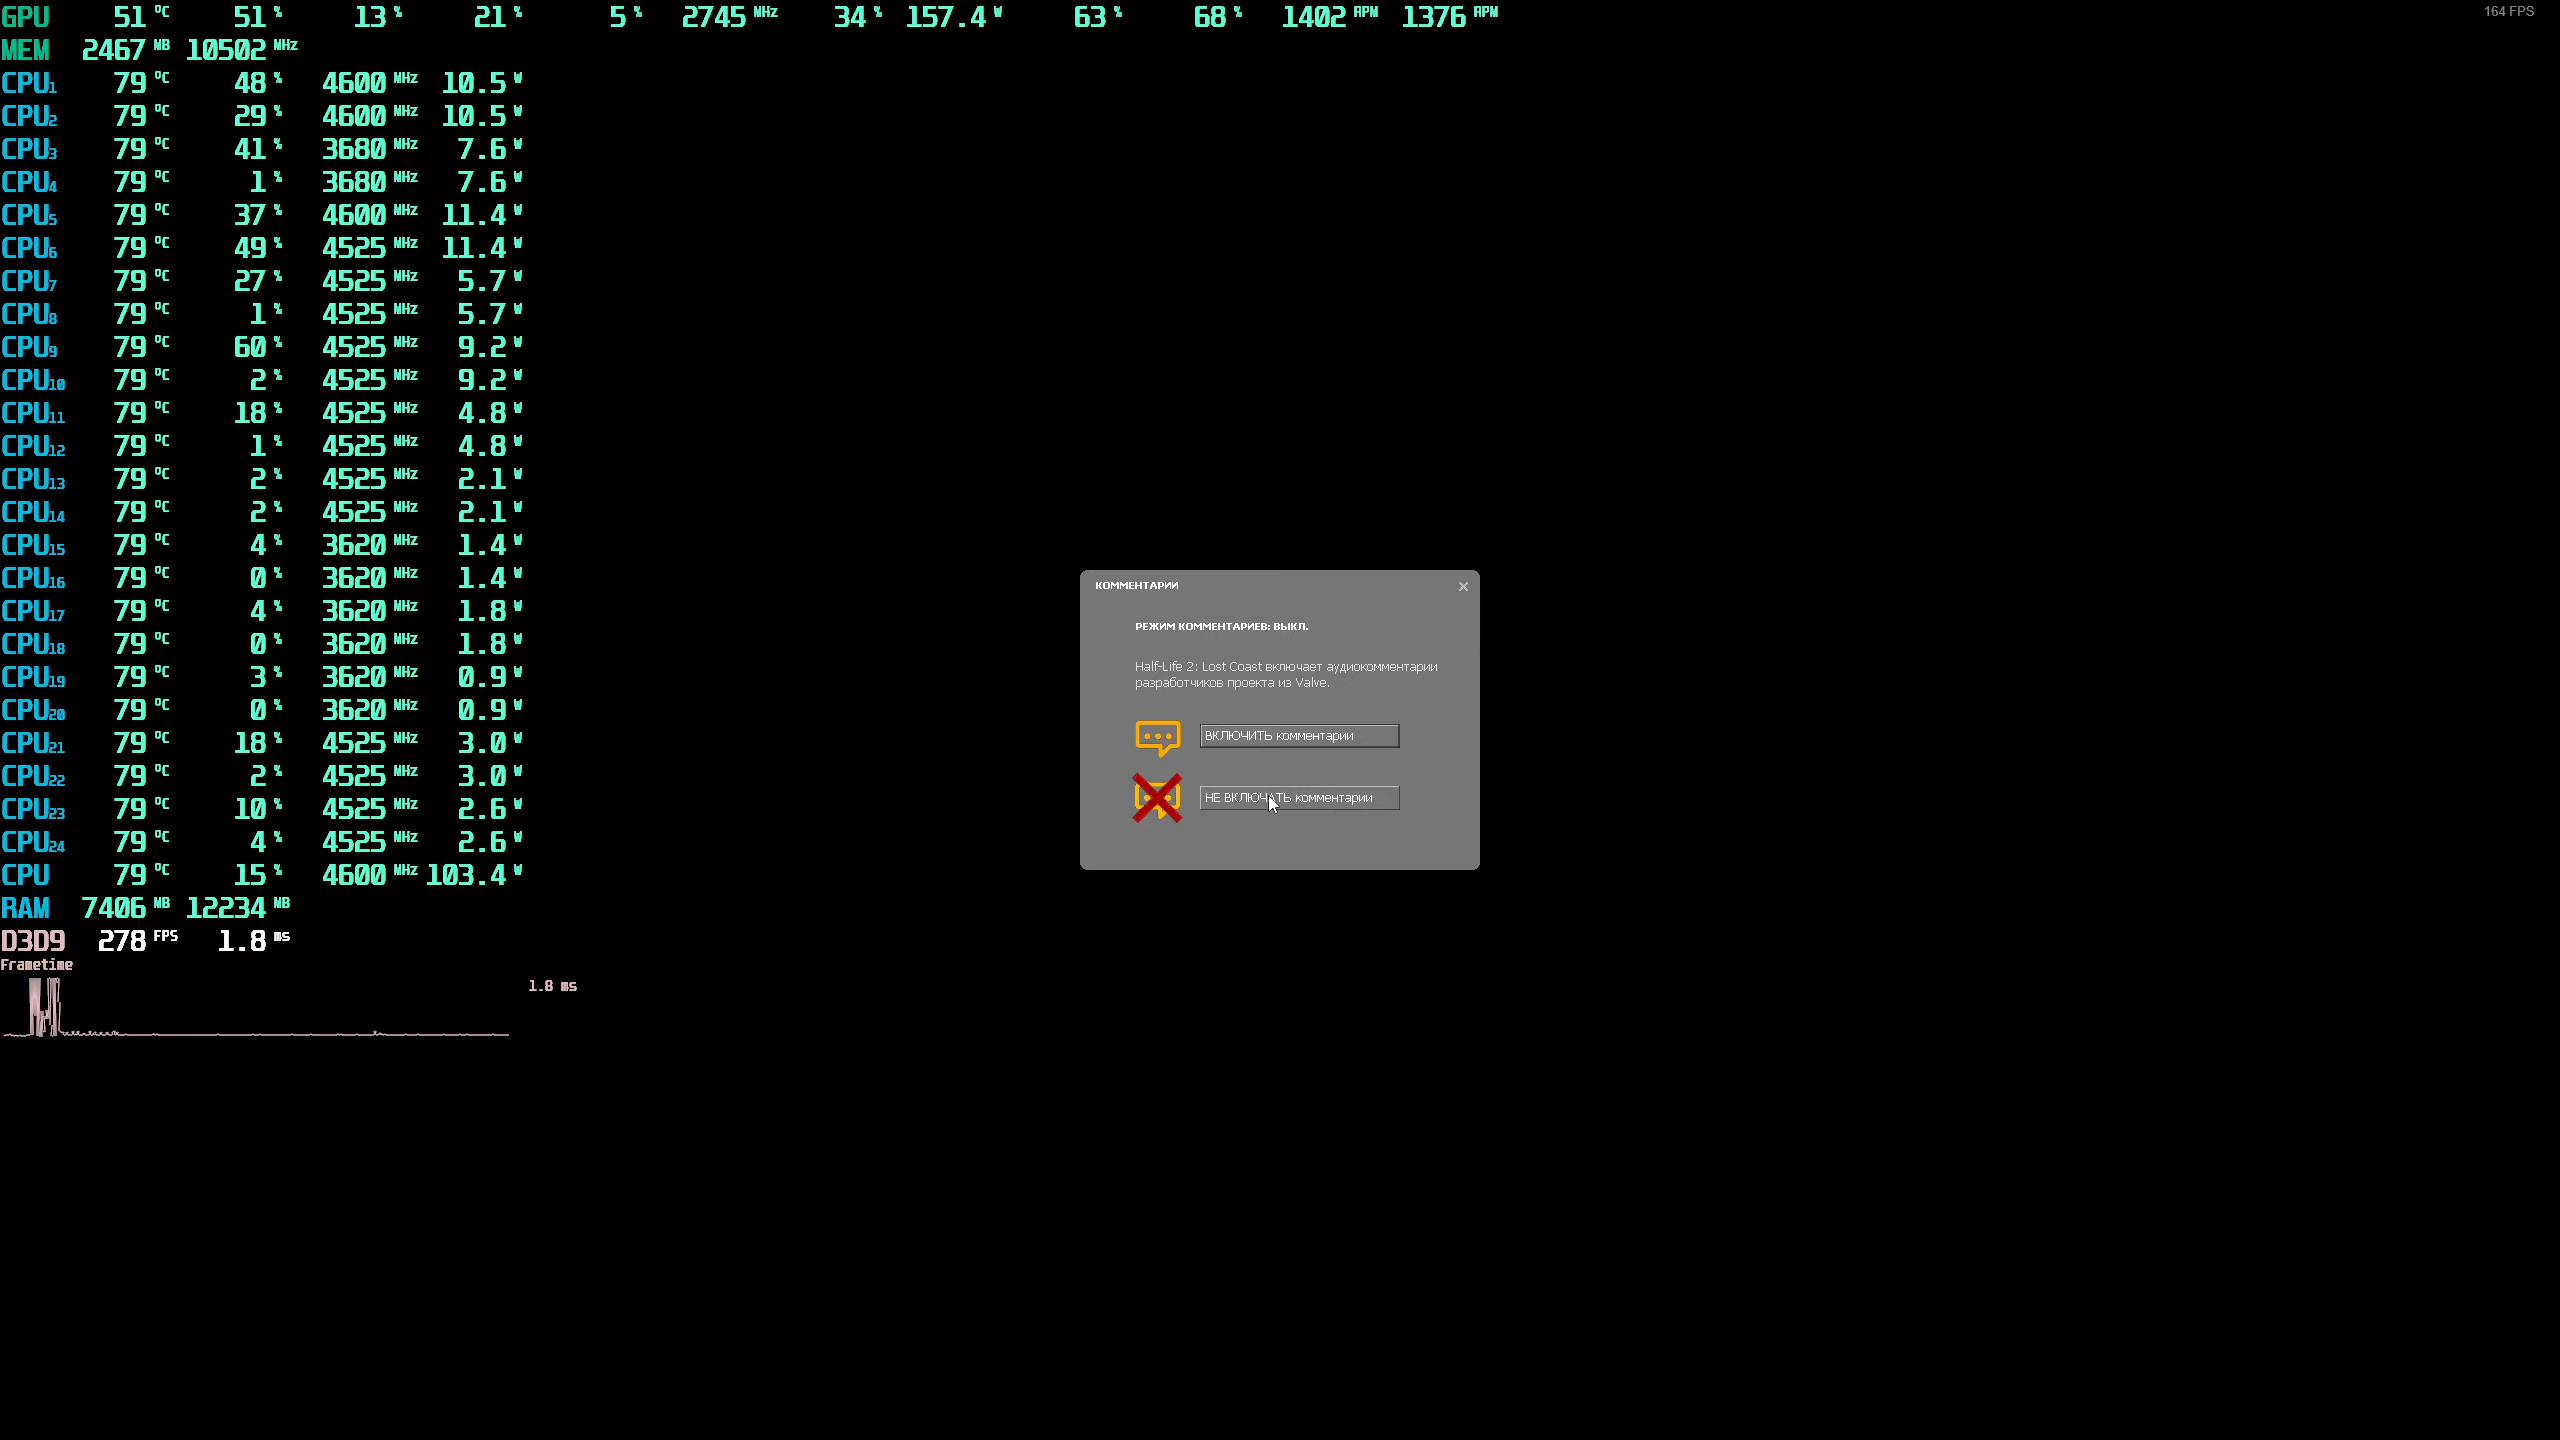 GPU 51 °C 51 % 13 % 21 % 5 % 2745 MHz 34 % 157.4 W 63 % 68 % 1402 RPM 1376 RPM 164 FPS
MEM 2467 MB 10502 MHz
CPU1 79 °C 48 % 4600 MHz 10.5 W
CPU2 79 °C 29 % 4600 MHz 10.5 W
CPU3 79 °C 41 % 3680 MHz 7.6 W
CPU4 79 °C 1 % 3680 MHz 7.6 W
CPU5 79 °C 37 % 4600 MHz 11.4 W
CPU6 79 °C 49 % 4525 MHz 11.4 W
CPU7 79 °C 27 % 4525 MHz 5.7 W
CPU8 79 °C 1 % 4525 MHz 5.7 W
CPU9 79 °C 60 % 4525 MHz 9.2 W
CPU10 79 °C 2 % 4525 MHz 9.2 W
CPU11 79 °C 18 % 4525 MHz 4.8 W
CPU12 79 °C 1 % 4525 MHz 4.8 W
CPU13 79 °C 2 % 4525 MHz 2.1 W
CPU14 79 °C 2 % 4525 MHz 2.1 W
CPU15 79 °C 4 % 3620 MHz 1.4 W
CPU16 79 °C 0 % 3620 MHz 1.4 W
CPU17 79 °C 4 % 3620 MHz 1.8 W
CPU18 79 °C 0 % 3620 MHz 1.8 W
CPU19 79 °C 3 % 3620 MHz 0.9 W
CPU20 79 °C 0 % 3620 MHz 0.9 W
CPU21 79 °C 18 % 4525 MHz 3.0 W
CPU22 79 °C 2 % 4525 MHz 3.0 W
CPU23 79 °C 10 % 4525 MHz 2.6 W
CPU24 79 °C 4 % 4525 MHz 2.6 W
CPU 79 °C 15 % 4600 MHz 103.4 W
RAM 7406 MB 12234 MB
D3D9 278 FPS 1.8 ms
Frametime
1.8 ms
КОММЕНТАРИИ
РЕЖИМ КОММЕНТАРИЕВ: ВЫКЛ.
Half-Life 2: Lost Coast включает аудиокомментарии
разработчиков проекта из Valve.
ВКЛЮЧИТЬ комментарии
НЕ ВКЛЮЧАТЬ комментарии